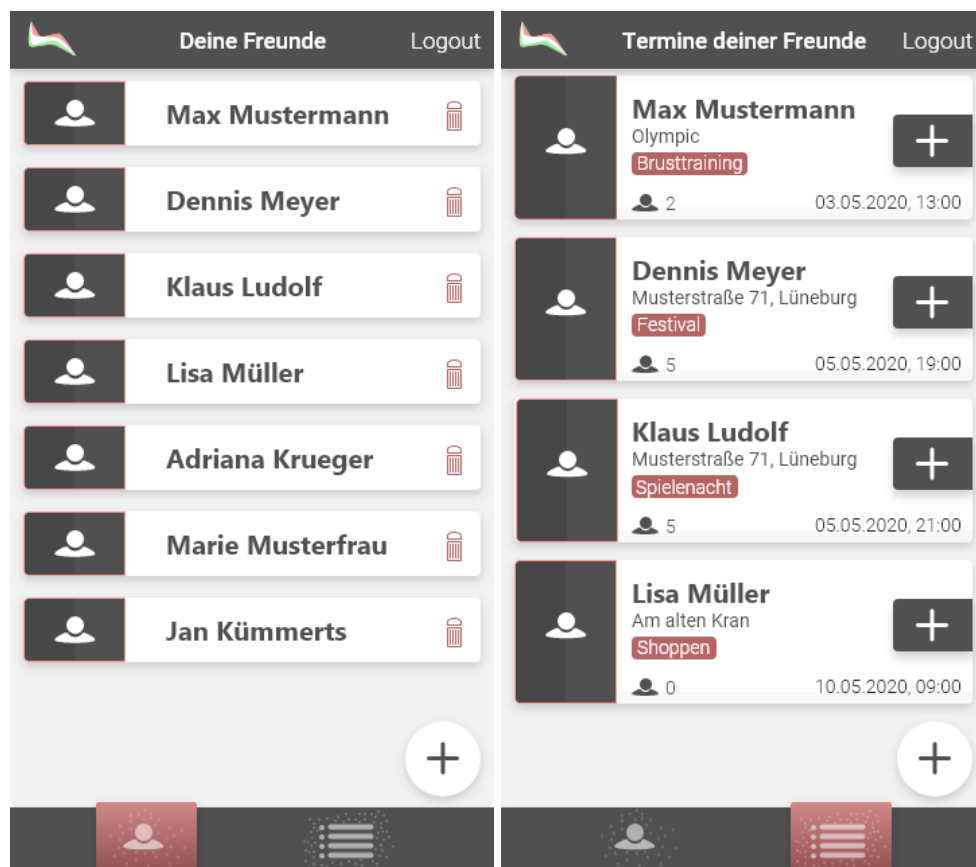 Deine Freunde
Logout
Max Mustermann
Dennis Meyer
Klaus Ludolf
Lisa Müller
Adriana Krueger
Marie Musterfrau
Jan Kümmerts
Termine deiner Freunde
Logout
Max Mustermann
Olympic
Brusttraining
2
03.05.2020, 13:00
Dennis Meyer
Musterstraße 71, Lüneburg
Festival
5
05.05.2020, 19:00
Klaus Ludolf
Musterstraße 71, Lüneburg
Spielenacht
5
05.05.2020, 21:00
Lisa Müller
Am alten Kran
Shoppen
0
10.05.2020, 09:00